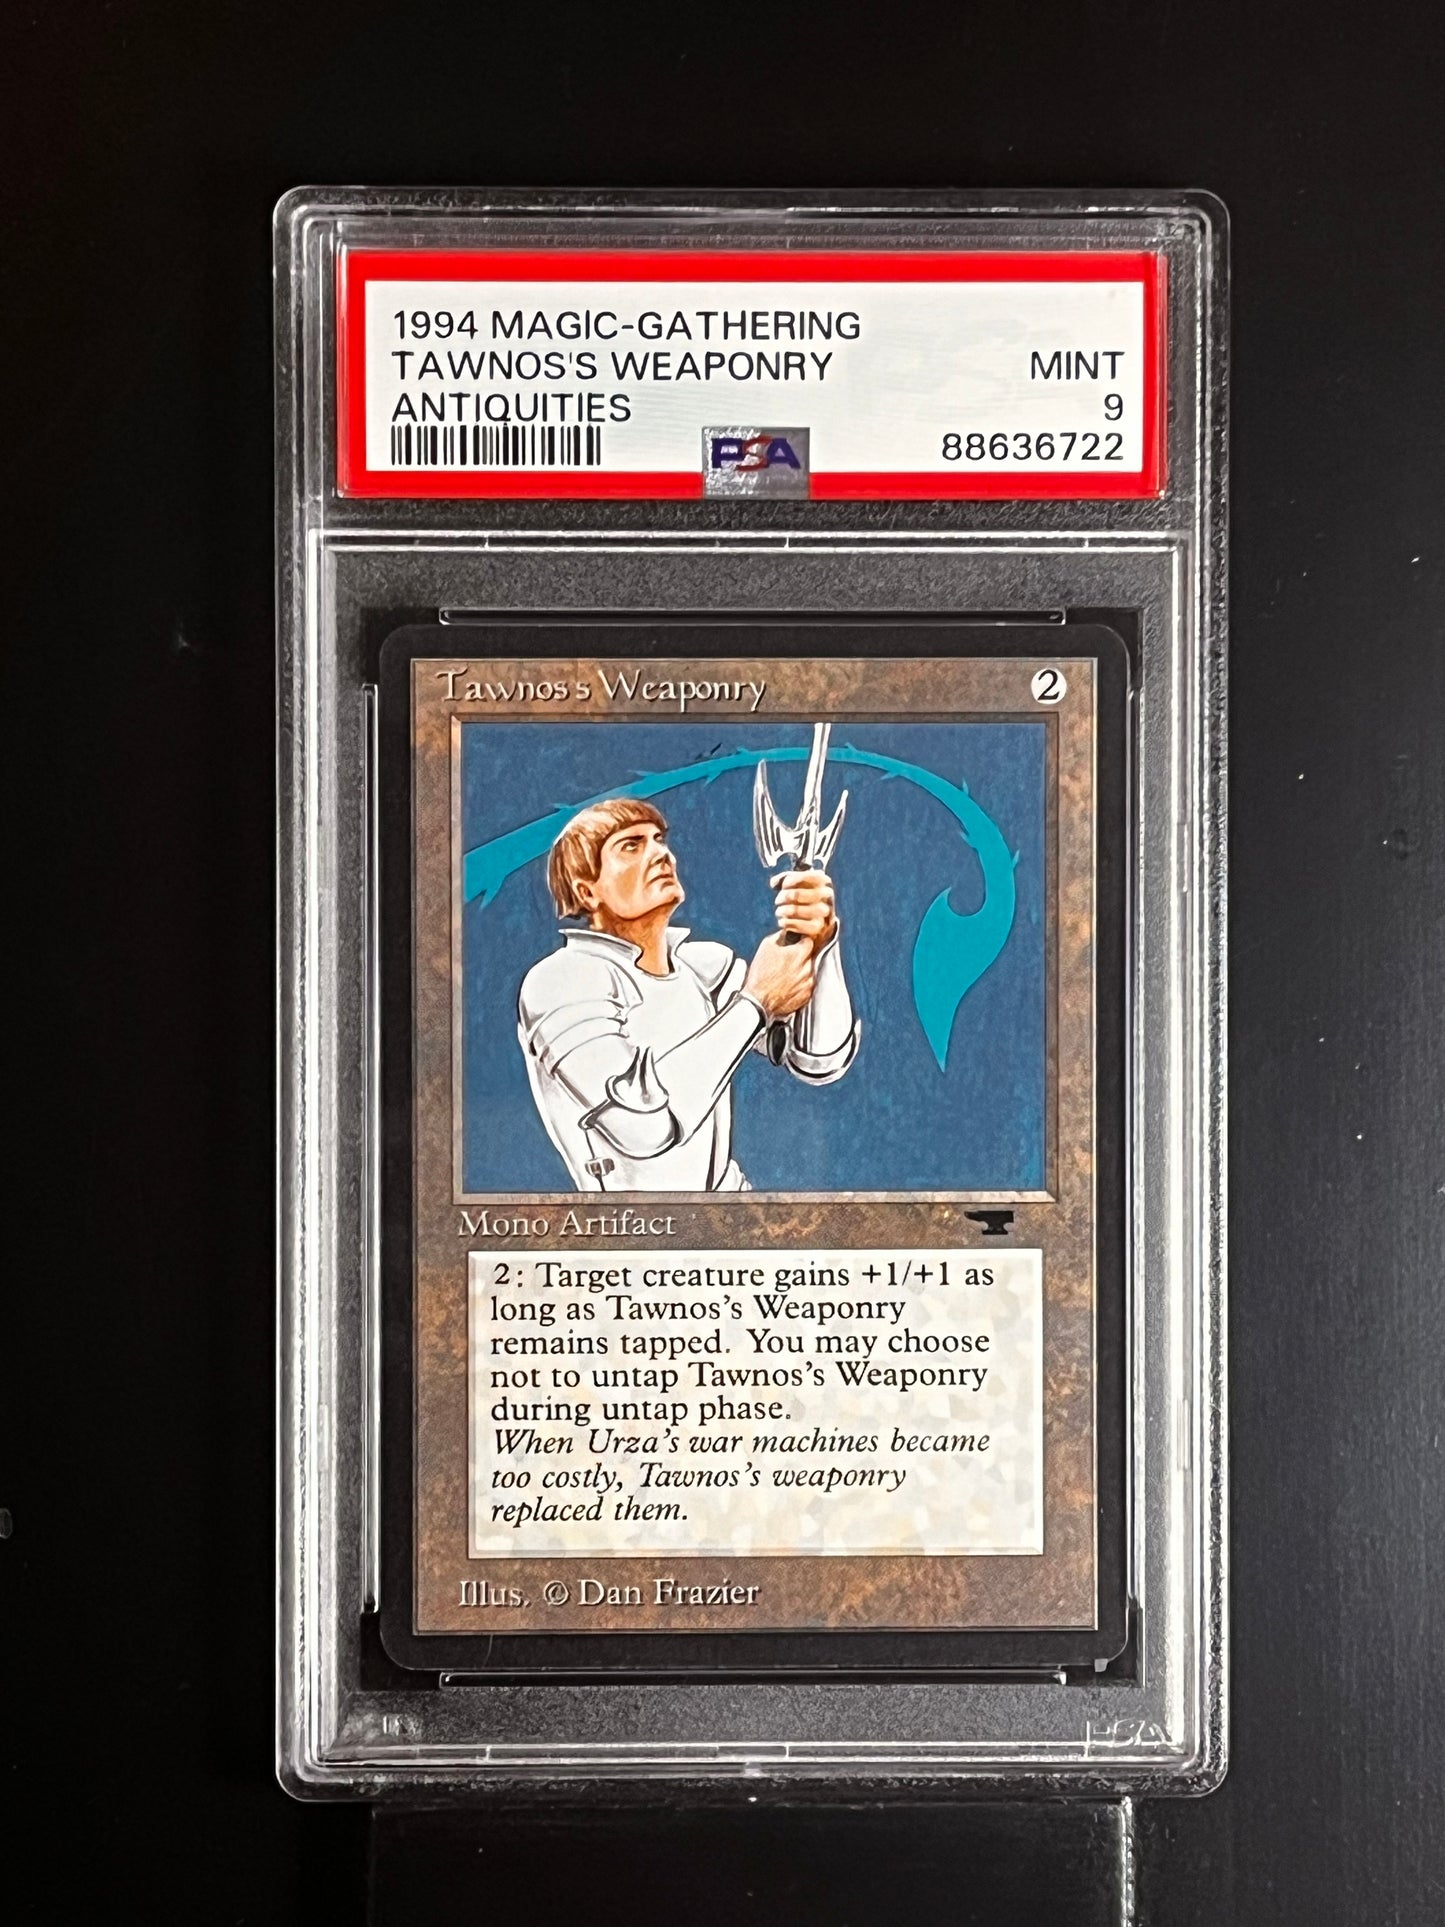 1994 MAGIC-GATHERING
TAWNOS'S WEAPONRY MINT
ANTIQUITIES 9
PSA 88636722
Tawnos's Weaponry 2
Mono Artifact
2: Target creature gains +1/+1 as
long as Tawnos's Weaponry
remains tapped. You may choose
not to untap Tawnos's Weaponry
during untap phase.
When Urza's war machines became
too costly, Tawnos's weaponry
replaced them.
Illus. © Dan Frazier
PSA